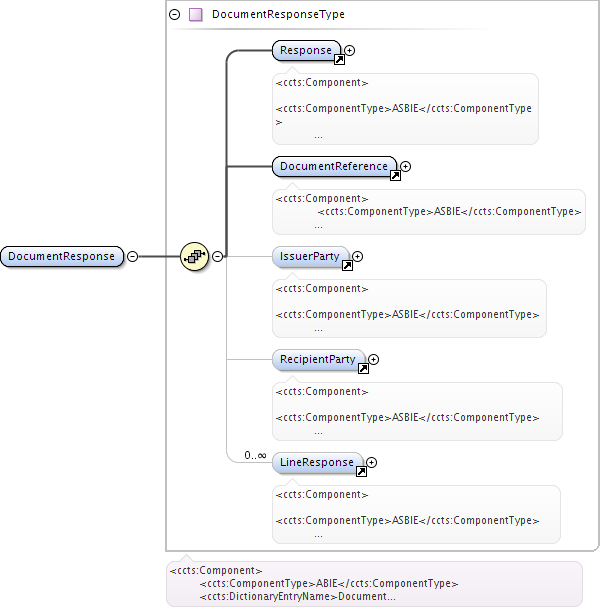 DocumentResponseType
Response
<ccts:Component>
<ccts:ComponentType>ASBIE</ccts:ComponentType
>
...
DocumentReference
<ccts:Component>
<ccts:ComponentType>ASBIE</ccts:ComponentType>
...
DocumentResponse
IssuerParty
<ccts:Component>
<ccts:ComponentType>ASBIE</ccts:ComponentType>
...
RecipientParty
<ccts:Component>
<ccts:ComponentType>ASBIE</ccts:ComponentType>
...
0..∞
LineResponse
<ccts:Component>
<ccts:ComponentType>ASBIE</ccts:ComponentType>
...
<ccts:Component>
<ccts:ComponentType>ABIE</ccts:ComponentType>
<ccts:DictionaryEntryName>Document...